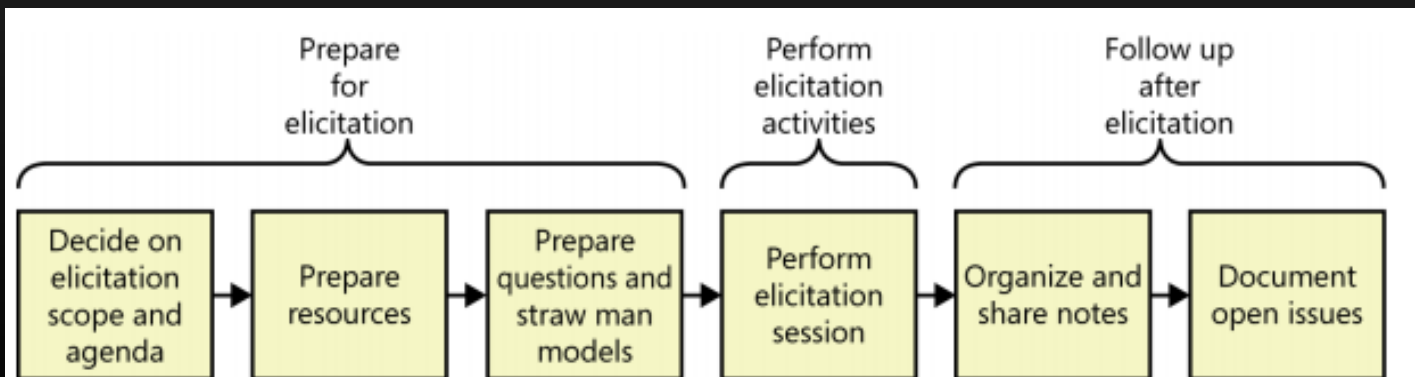 Prepare
for
elicitation
Perform
elicitation
activities
Follow up
after
elicitation
Decide on
elicitation
scope and
agenda
Prepare
resources
Prepare
questions and
straw man
models
Perform
elicitation
session
Organize and
share notes
Document
open issues